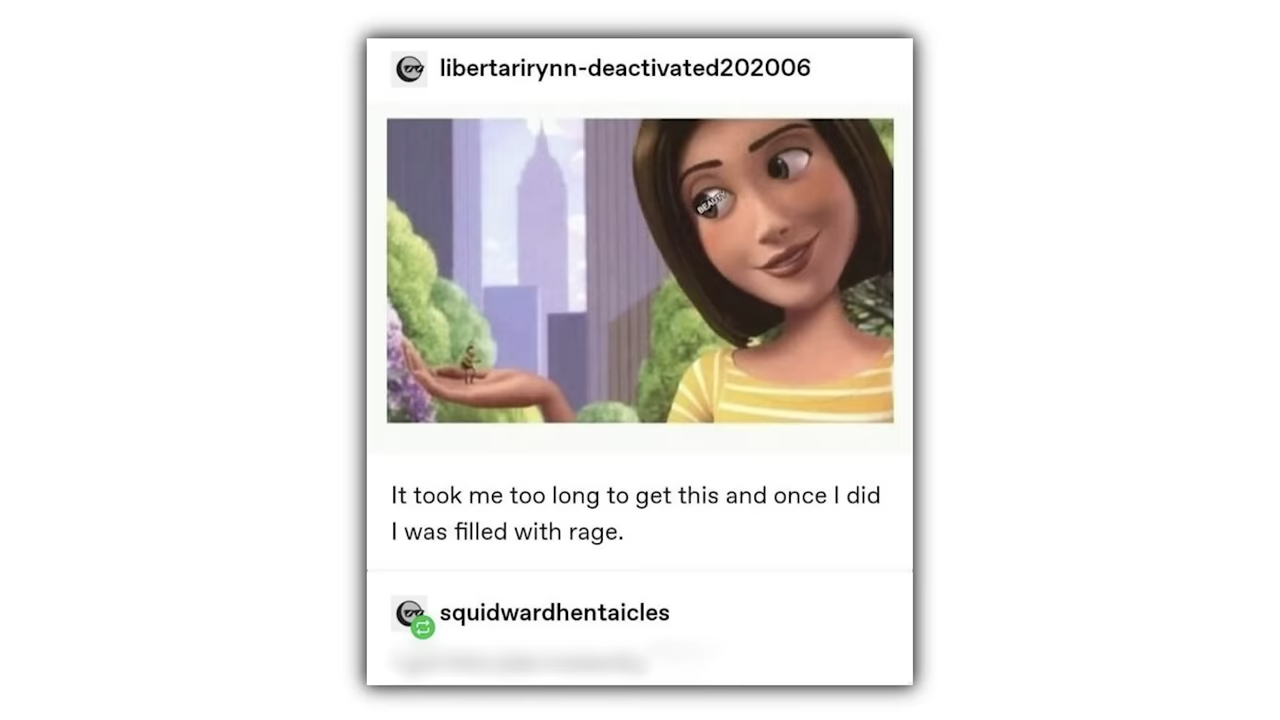 libertarirynn-deactivated202006
BEAUTY
It took me too long to get this and once I did
I was filled with rage.
squidwardhentaicles